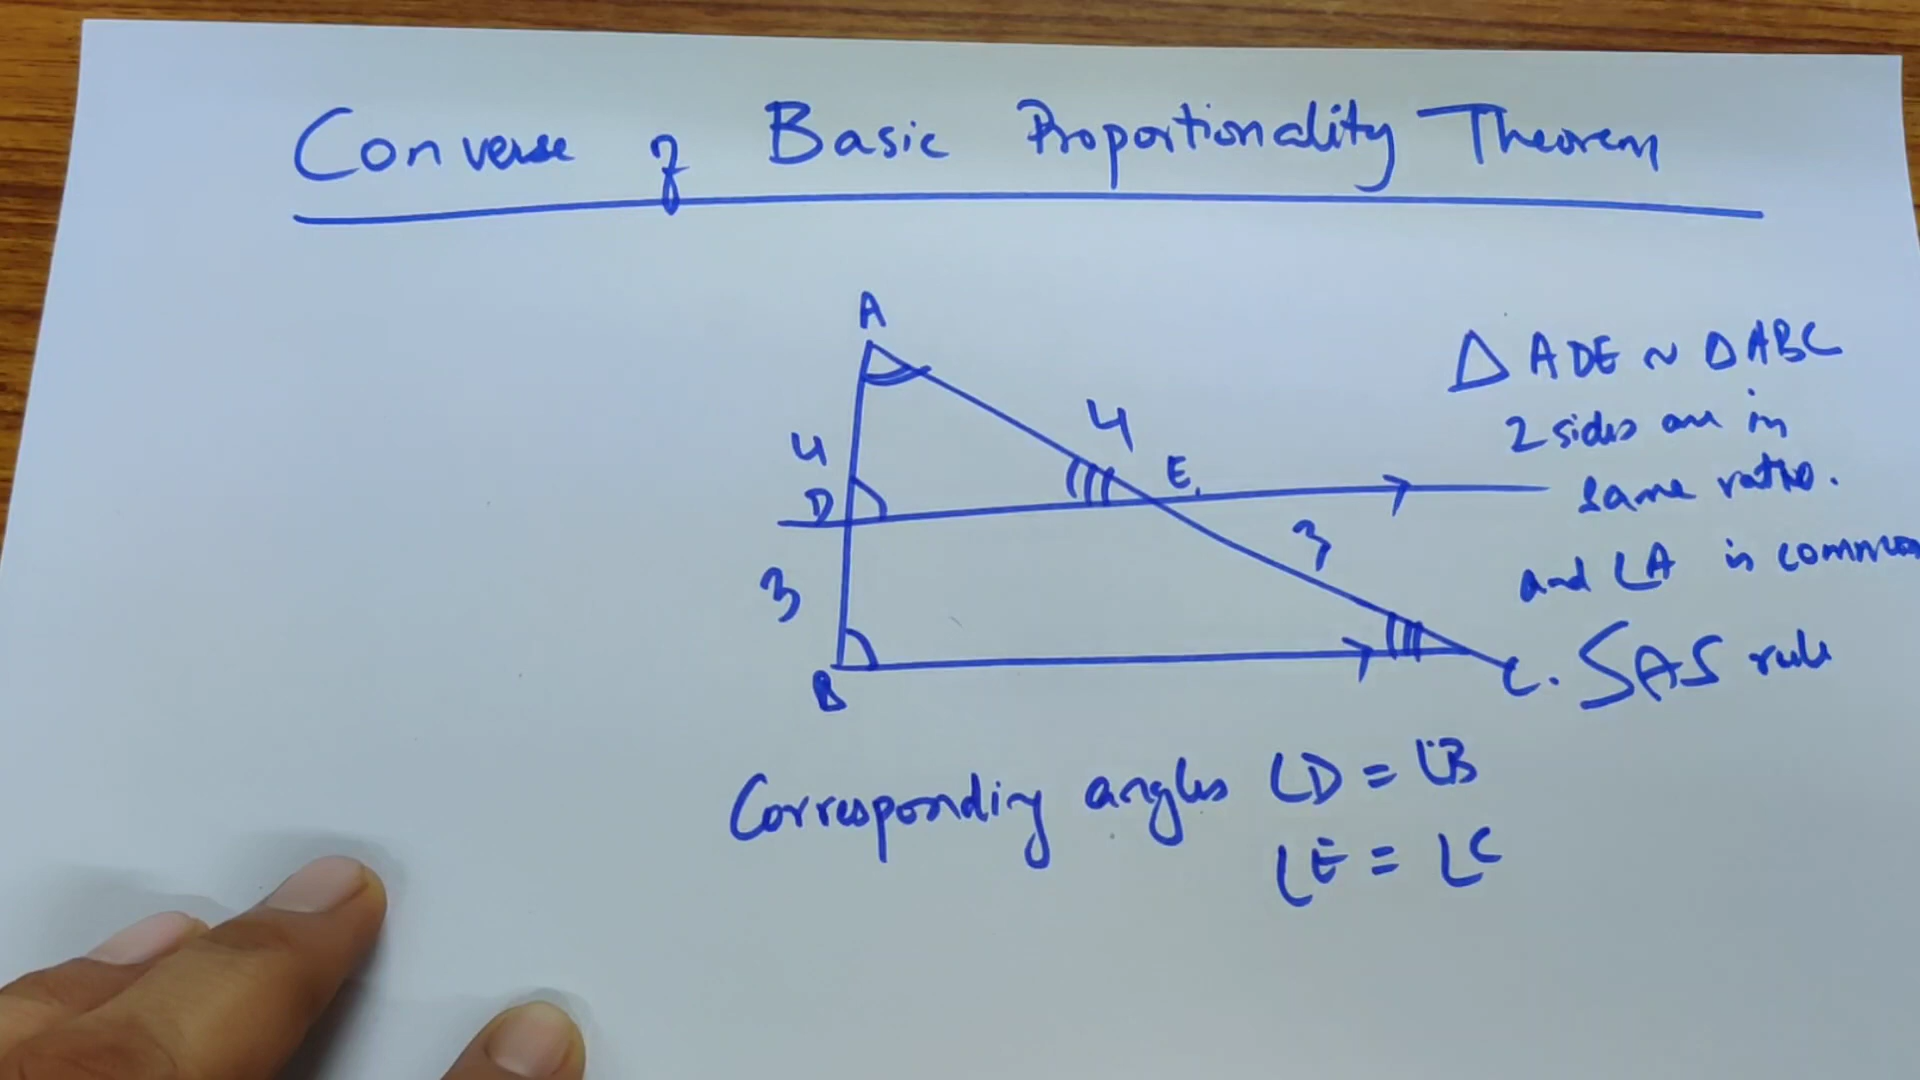 Converse of Basic Proportionality Theorem
A
4
4
D
E.
3
3
B
C.
△ ADE ~ △ABC
2 sides are in
same ratio.
and ∠A is common
SAS rule
Corresponding angles ∠D = ∠B
∠E = ∠C